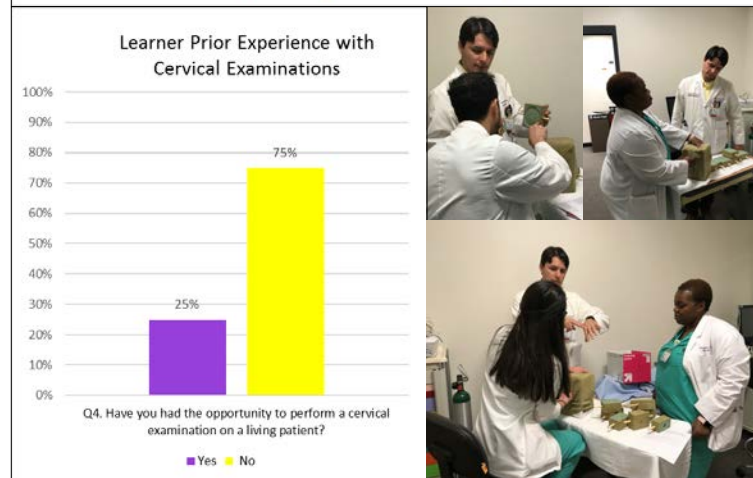 Learner Prior Experience with
Cervical Examinations
100%
90%
80%
70%
60%
50%
40%
30%
20%
10%
0%
25%
75%
Q4. Have you had the opportunity to perform a cervical
examination on a living patient?
Yes No